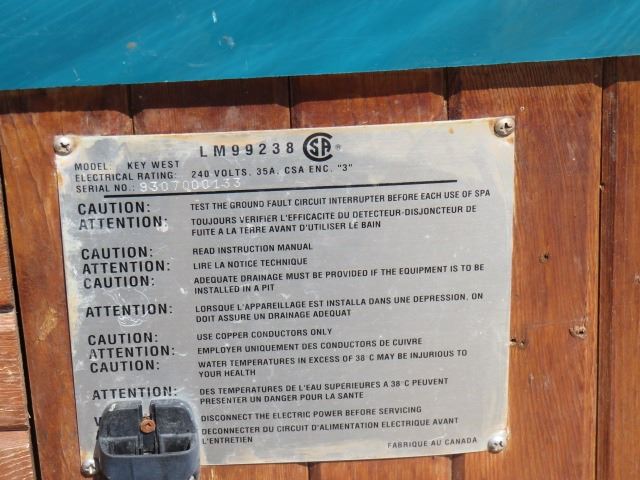 LM99238 SA ®
MODEL: KEY WEST
ELECTRICAL RATING: 240 VOLTS. 35A. CSA ENC. "3"
SERIAL NO.: 9307000133
CAUTION: TEST THE GROUND FAULT CIRCUIT INTERRUPTER BEFORE EACH USE OF SPA
ATTENTION: TOUJOURS VERIFIER L'EFFICACITE DU DETECTEUR-DISJONCTEUR DE
FUITE A LA TERRE AVANT D'UTILISER LE BAIN
CAUTION: READ INSTRUCTION MANUAL
ATTENTION: LIRE LA NOTICE TECHNIQUE
CAUTION: ADEQUATE DRAINAGE MUST BE PROVIDED IF THE EQUIPMENT IS TO BE
INSTALLED IN A PIT
ATTENTION: LORSQUE L'APPAREILLAGE EST INSTALLA DANS UNE DEPRESSION, ON
DOIT ASSURE UN DRAINAGE ADEQUAT
CAUTION: USE COPPER CONDUCTORS ONLY
ATTENTION: EMPLOYER UNIQUEMENT DES CONDUCTORS DE CUIVRE
CAUTION: WATER TEMPERATURES IN EXCESS OF 38°C MAY BE INJURIOUS TO
YOUR HEALTH
ATTENTION: DES TEMPERATURES DE L'EAU SUPERIEURES A 38°C PEUVENT
PRESENTER UN DANGER POUR LA SANTE
DISCONNECT THE ELECTRIC POWER BEFORE SERVICING
DECONNECTER DU CIRCUIT D'ALIMENTATION ELECTRIQUE AVANT
L'ENTRETIEN
FABRIQUE AU CANADA